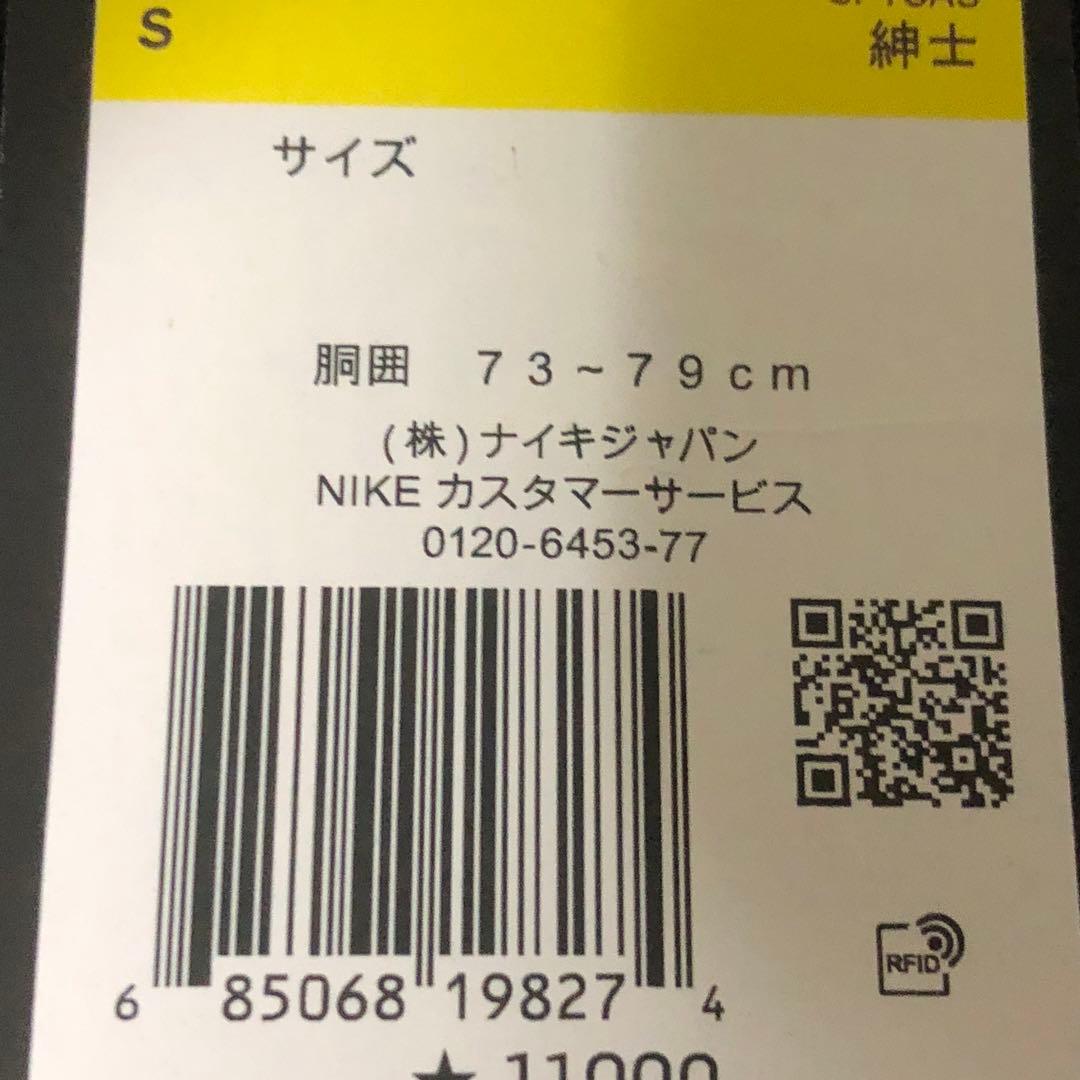 S
紳士
サイズ
胴囲 73~79cm
(株)ナイキジャパン
NIKE カスタマーサービス
0120-6453-77
6 85068 19827 4
RFID
★11000